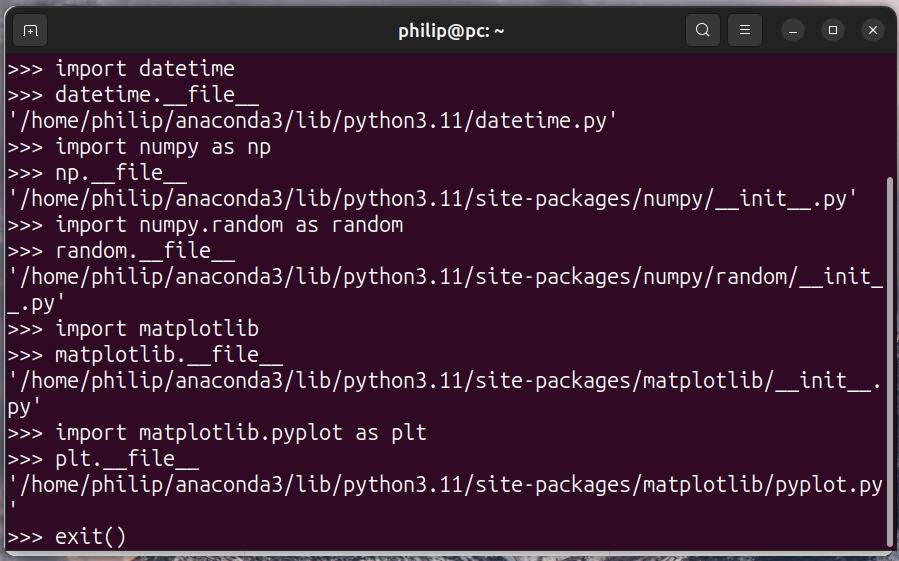 philip@pc: ~
>>> import datetime
>>> datetime.__file__
'/home/philip/anaconda3/lib/python3.11/datetime.py'
>>> import numpy as np
>>> np.__file__
'/home/philip/anaconda3/lib/python3.11/site-packages/numpy/__init__.py'
>>> import numpy.random as random
>>> random.__file__
'/home/philip/anaconda3/lib/python3.11/site-packages/numpy/random/__init_
_.py'
>>> import matplotlib
>>> matplotlib.__file__
'/home/philip/anaconda3/lib/python3.11/site-packages/matplotlib/__init__.
py'
>>> import matplotlib.pyplot as plt
>>> plt.__file__
'/home/philip/anaconda3/lib/python3.11/site-packages/matplotlib/pyplot.py
'
>>> exit()